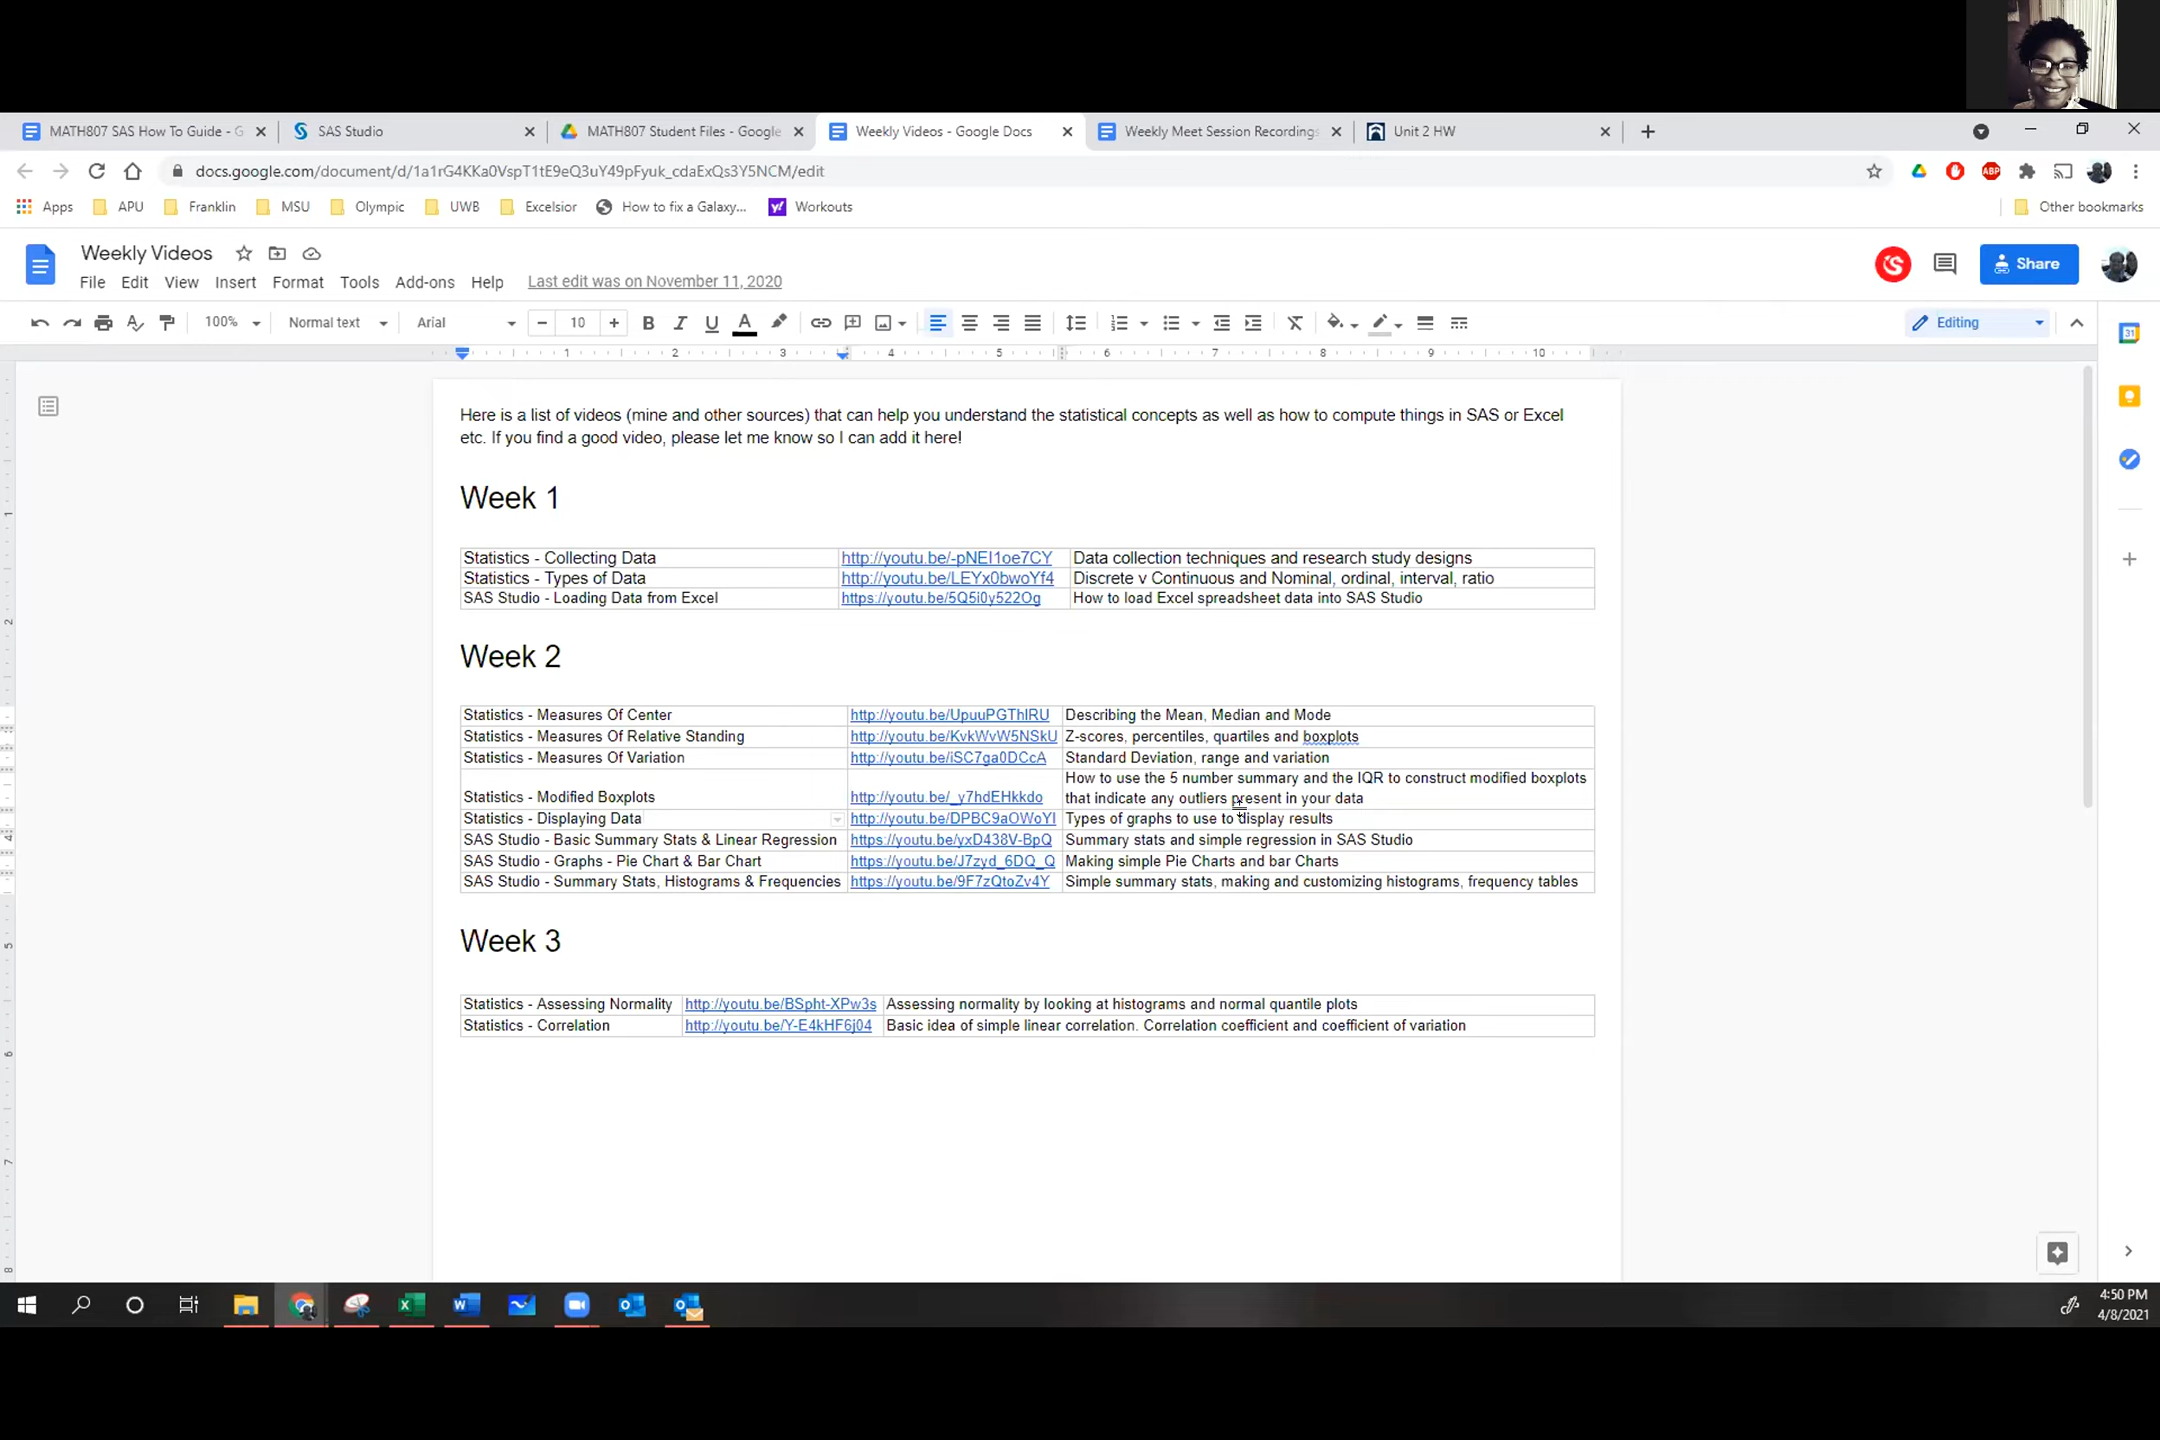 MATH807 SAS How To Guide - G
SAS Studio
MATH807 Student Files - Google
Weekly Videos - Google Docs
Weekly Meet Session Recordings
Unit 2 HW
docs.google.com/document/d/1a1rG4KKa0VspT1tE9eQ3uY49pFyuk_cdaExQs3Y5NCM/edit
ABP
Apps APU Franklin MSU Olympic UWB Excelsior How to fix a Galaxy... Workouts Other bookmarks
Weekly Videos
Share
File Edit View Insert Format Tools Add-ons Help Last edit was on November 11, 2020
100% Normal text Arial 10 B I U A Editing
1 2 3 4 5 6 7 8 9 10
31
Here is a list of videos (mine and other sources) that can help you understand the statistical concepts as well as how to compute things in SAS or Excel
etc. If you find a good video, please let me know so I can add it here!
Week 1
Statistics - Collecting Data http://youtu.be/-pNEI1oe7CY Data collection techniques and research study designs
Statistics - Types of Data http://youtu.be/LEYx0bwoYf4 Discrete v Continuous and Nominal, ordinal, interval, ratio
SAS Studio - Loading Data from Excel https://youtu.be/5Q5i0y522Og How to load Excel spreadsheet data into SAS Studio
Week 2
Statistics - Measures Of Center http://youtu.be/UpuuPGThIRU Describing the Mean, Median and Mode
Statistics - Measures Of Relative Standing http://youtu.be/KvkWvW5NSkU Z-scores, percentiles, quartiles and boxplots
Statistics - Measures Of Variation http://youtu.be/iSC7ga0DCcA Standard Deviation, range and variation
How to use the 5 number summary and the IQR to construct modified boxplots
Statistics - Modified Boxplots http://youtu.be/_y7hdEHkkdo that indicate any outliers present in your data
Statistics - Displaying Data http://youtu.be/DPBC9aOWoYI Types of graphs to use to display results
SAS Studio - Basic Summary Stats & Linear Regression https://youtu.be/yxD438V-BpQ Summary stats and simple regression in SAS Studio
SAS Studio - Graphs - Pie Chart & Bar Chart https://youtu.be/J7zyd_6DQ_Q Making simple Pie Charts and bar Charts
SAS Studio - Summary Stats, Histograms & Frequencies https://youtu.be/9F7zQtoZv4Y Simple summary stats, making and customizing histograms, frequency tables
Week 3
Statistics - Assessing Normality http://youtu.be/BSpht-XPw3s Assessing normality by looking at histograms and normal quantile plots
Statistics - Correlation http://youtu.be/Y-E4kHF6j04 Basic idea of simple linear correlation. Correlation coefficient and coefficient of variation
4:50 PM
4/8/2021